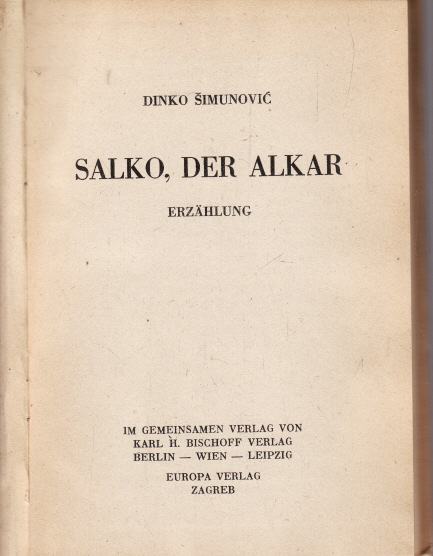 DINKO ŠIMUNOVIĆ
SALKO, DER ALKAR
ERZÄHLUNG
IM GEMEINSAMEN VERLAG VON
KARL H. BISCHOFF VERLAG
BERLIN — WIEN — LEIPZIG
EUROPA VERLAG
ZAGREB